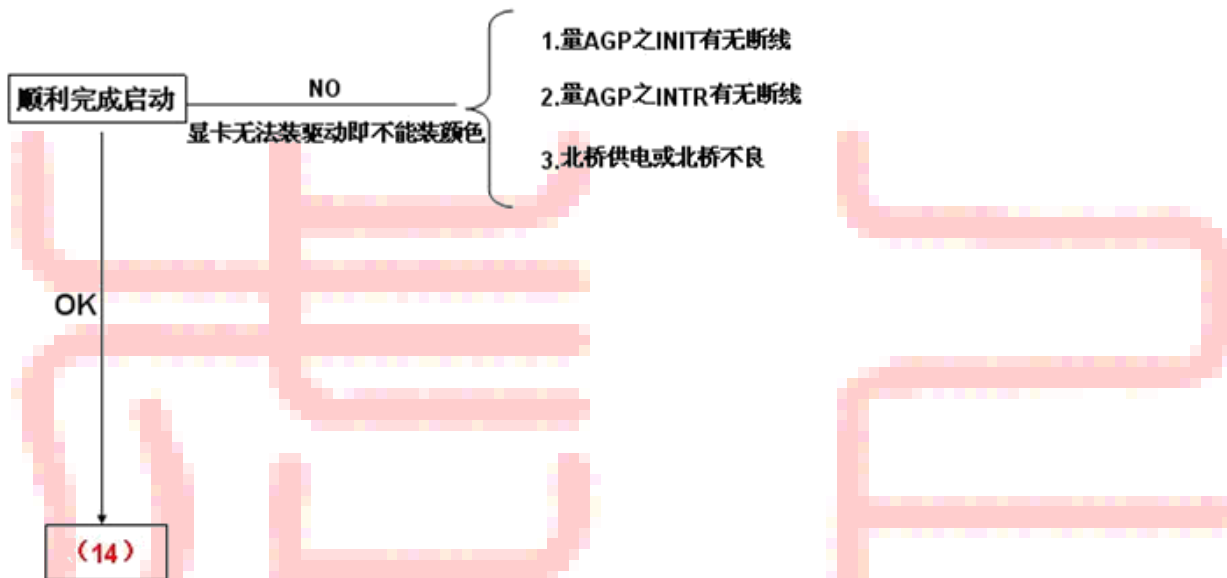 1.量AGP之INIT有无断线
顺利完成启动
NO
2.量AGP之INTR有无断线
显卡无法装驱动即不能装颜色
3.北桥供电或北桥不良
OK
（14）